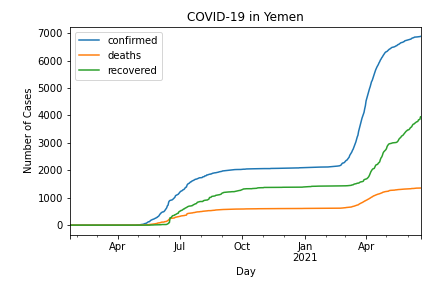 COVID-19 in Yemen
confirmed
deaths
recovered
Number of Cases
7000
6000
5000
4000
3000
2000
1000
0
Apr Jul Oct Jan Apr
2021
Day